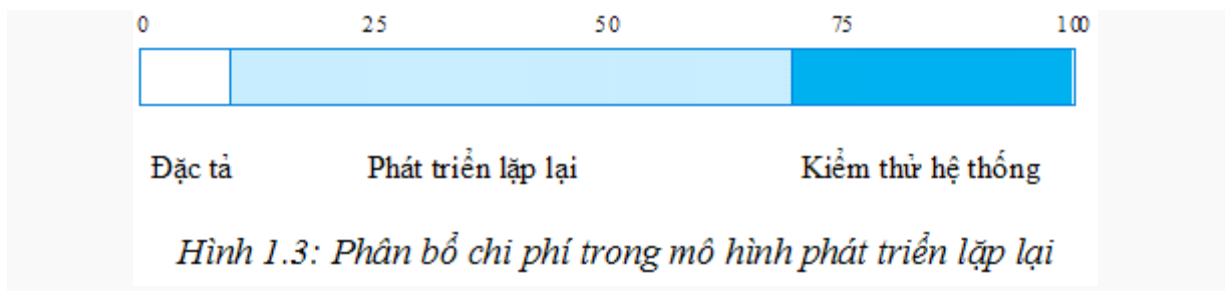 0 25 50 75 100
Đặc tả Phát triển lặp lại Kiểm thử hệ thống
Hình 1.3: Phân bổ chi phí trong mô hình phát triển lặp lại